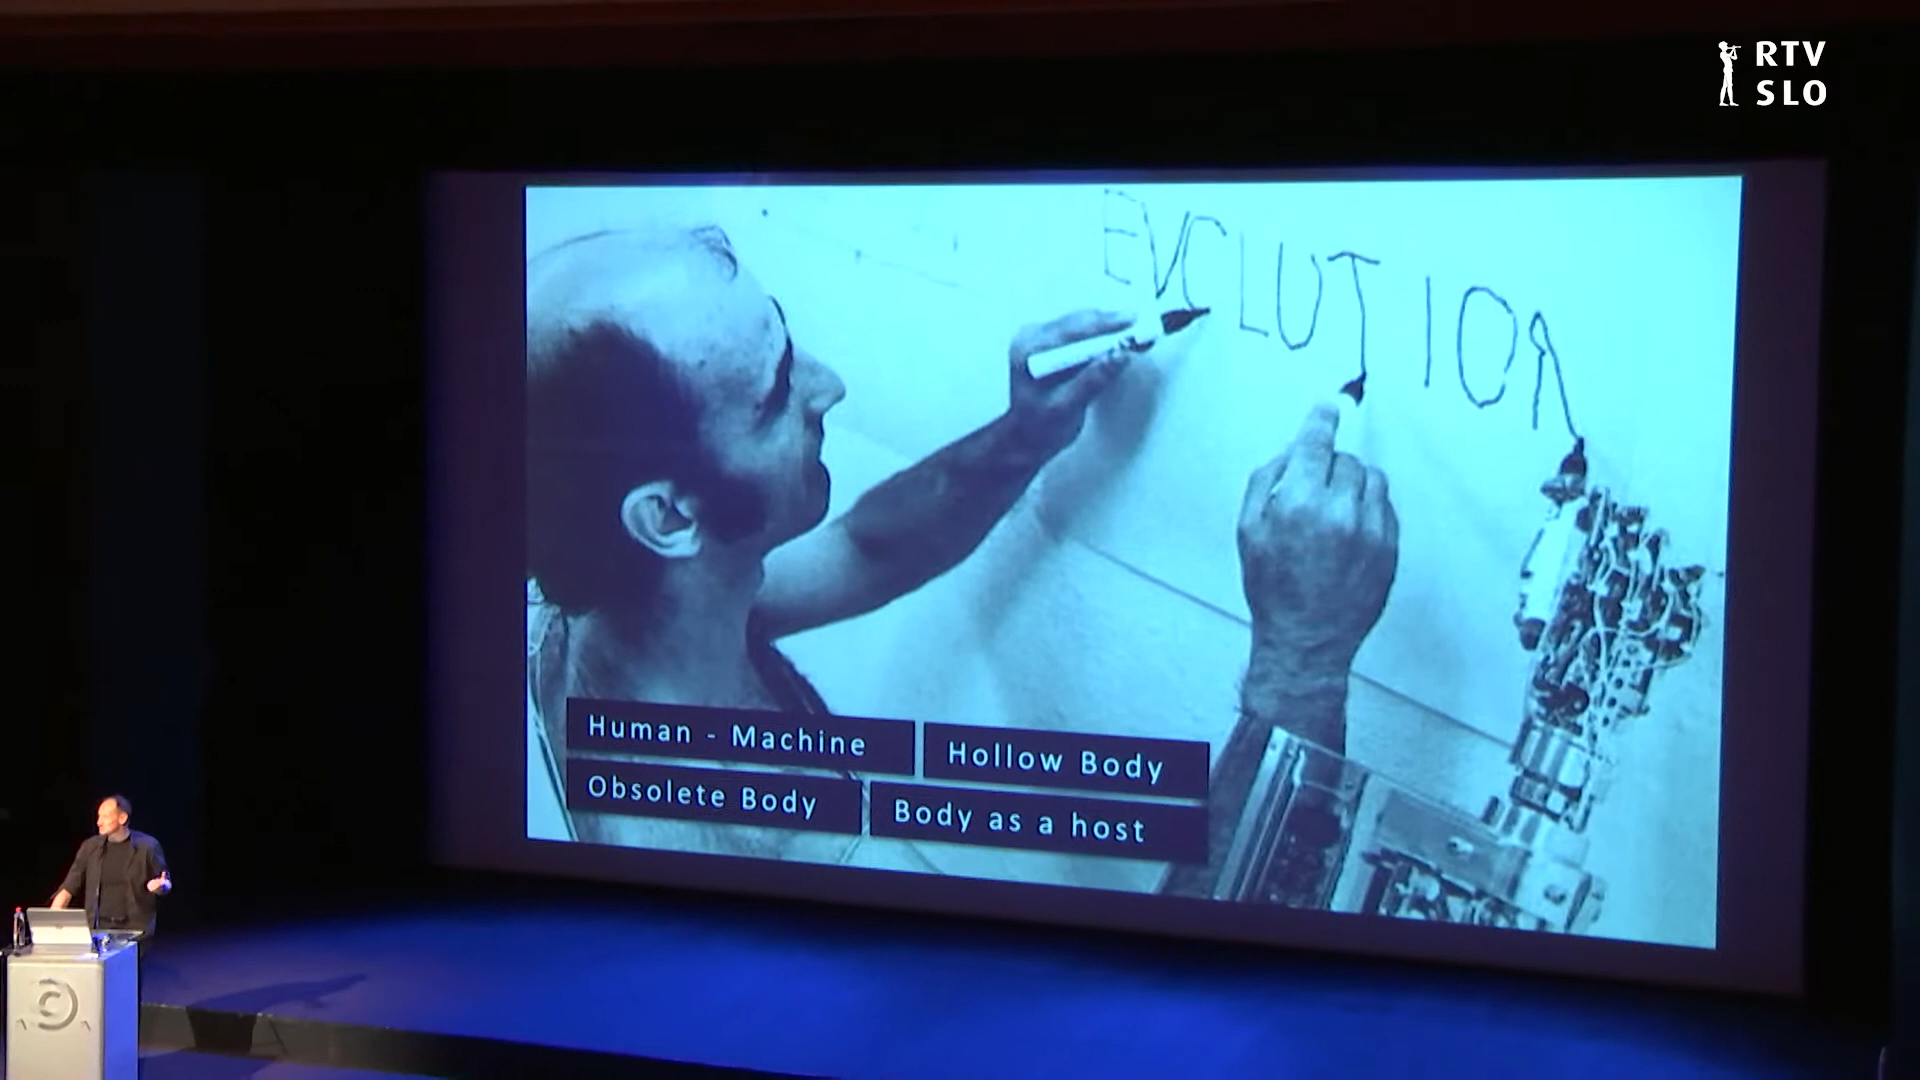 RTV
SLO
EVOLUTION
Human - Machine
Hollow Body
Obsolete Body
Body as a host